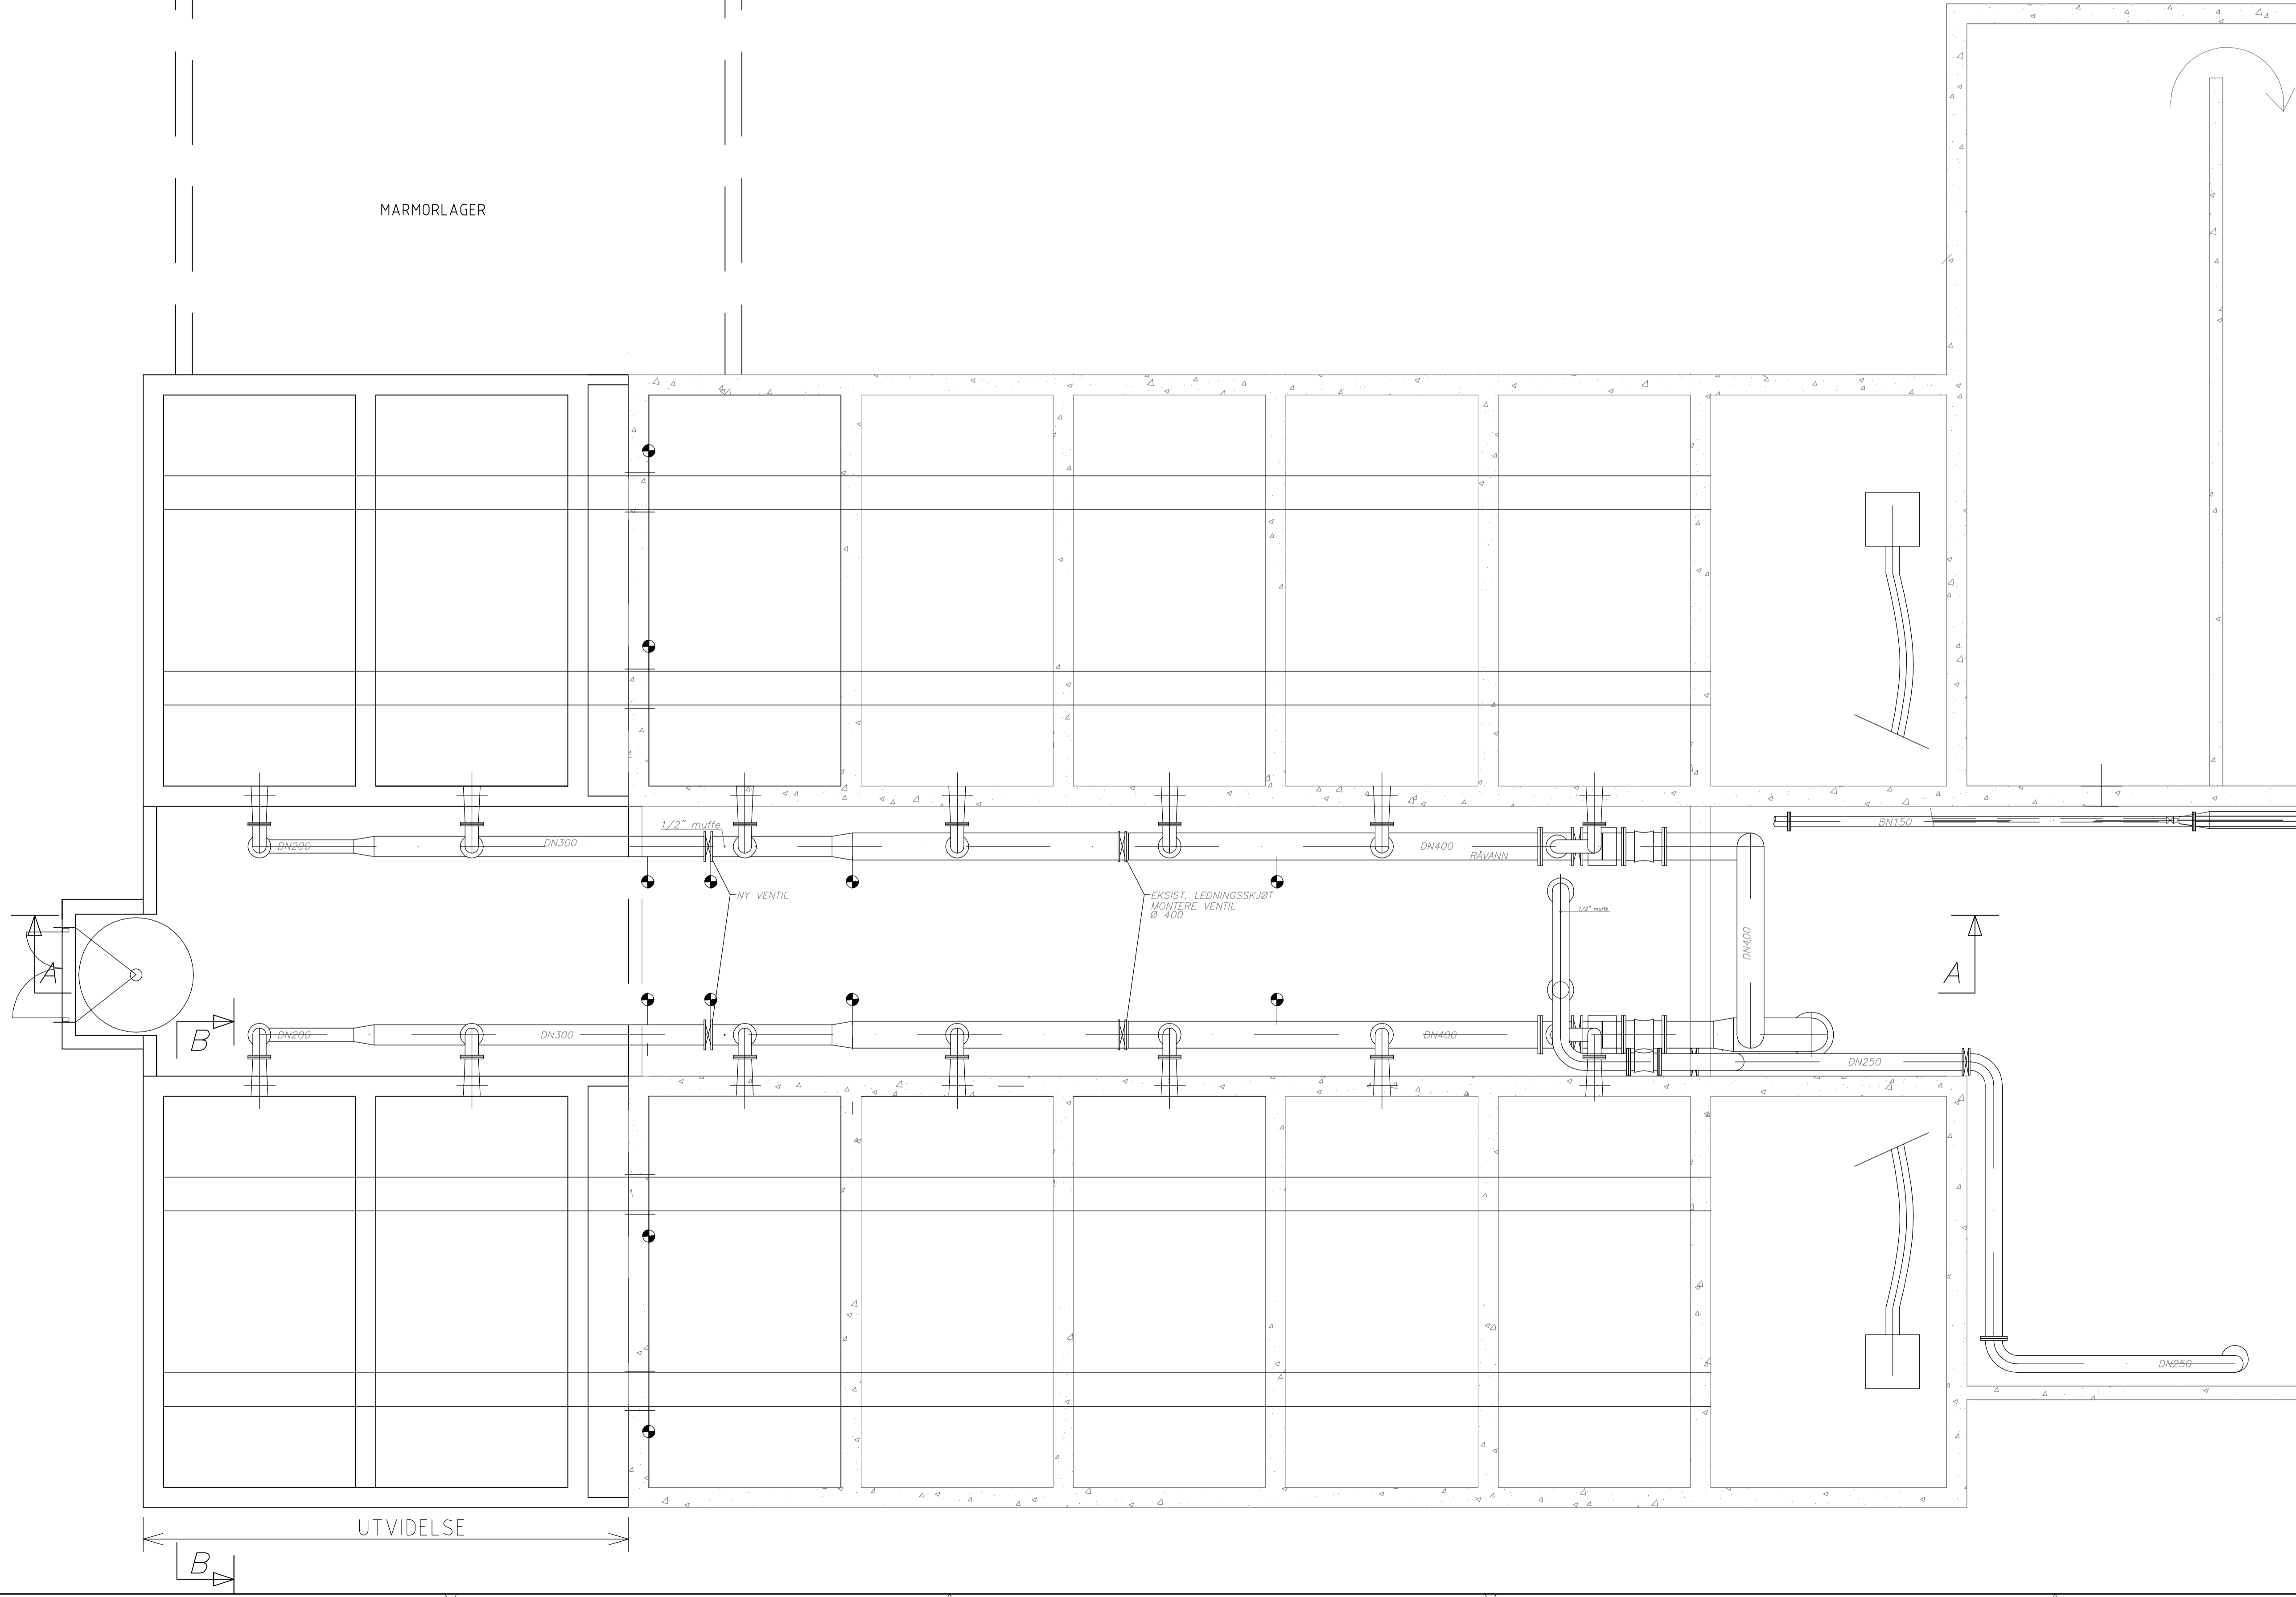 MARMORLAGER
1/2" muffe
DN200
DN300
DN400
RÅVANN
DN150
NY VENTIL
EKSIST. LEDNINGSSKJØT
MONTERE VENTIL
Ø 400
1/2" muffe
DN400
A
A
B
DN200
DN300
DN400
DN250
DN250
UTVIDELSE
B